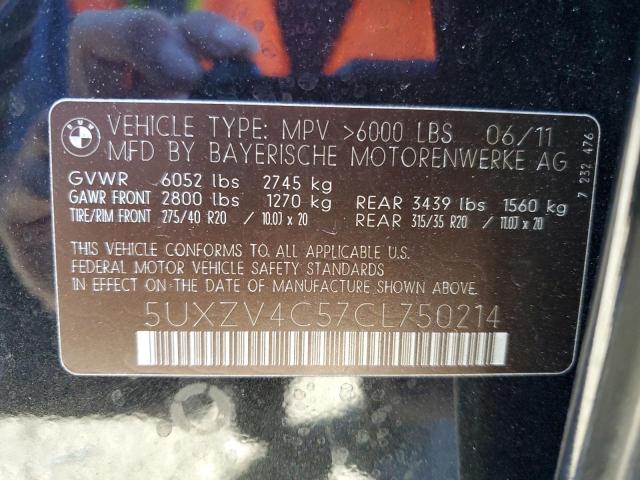 BMW
VEHICLE TYPE: MPV >6000 LBS 06/11
MFD BY BAYERISCHE MOTORENWERKE AG
GVWR 6052 lbs 2745 kg
GAWR FRONT 2800 lbs 1270 kg REAR 3439 lbs 1560 kg
TIRE/RIM FRONT 275/40 R20 / 10.0J x 20 REAR 315/35 R20 / 11.0J x 20
THIS VEHICLE CONFORMS TO ALL APPLICABLE U.S.
FEDERAL MOTOR VEHICLE SAFETY STANDARDS
IN EFFECT ON THE DATE OF MANUFACTURE SHOWN ABOVE.
5UXZV4C57CL750214
7 232 476